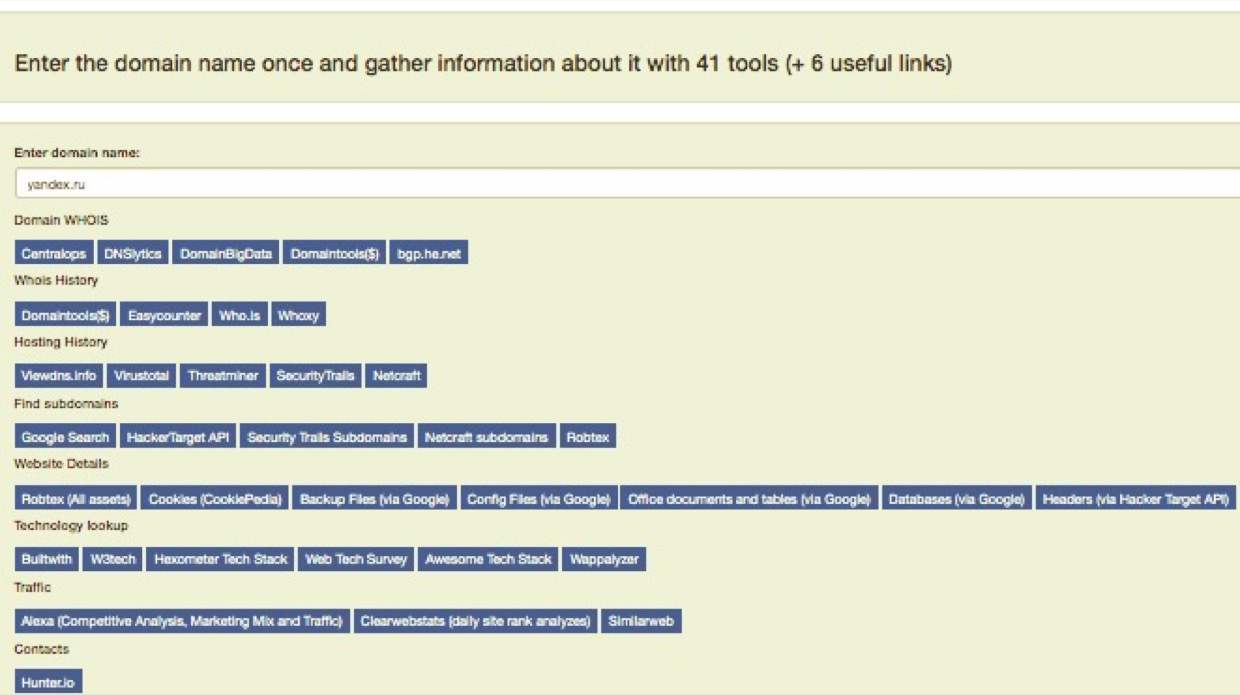 Enter the domain name once and gather information about it with 41 tools (+ 6 useful links)
Enter domain name:
yandex.ru
Domain WHOIS
Centralops DNSlytics DomainBigData Domaintools($) bgp.he.net
Whois History
Domaintools($) Easycounter Who.is Whoxy
Hosting History
Viewdns.info Virustotal Threatminer SecurityTrails Netcraft
Find subdomains
Google Search HackerTarget API Security Trails Subdomains Netcraft subdomains Robtex
Website Details
Robtex (All assets) Cookies (CookiePedia) Backup Files (via Google) Config Files (via Google) Office documents and tables (via Google) Databases (via Google) Headers (via Hacker Target API)
Technology lookup
Builtwith W3tech Hexometer Tech Stack Web Tech Survey Awesome Tech Stack Wappalyzer
Traffic
Alexa (Competitive Analysis, Marketing Mix and Traffic) Clearwebstats (daily site rank analyzes) Similarweb
Contacts
Hunter.io